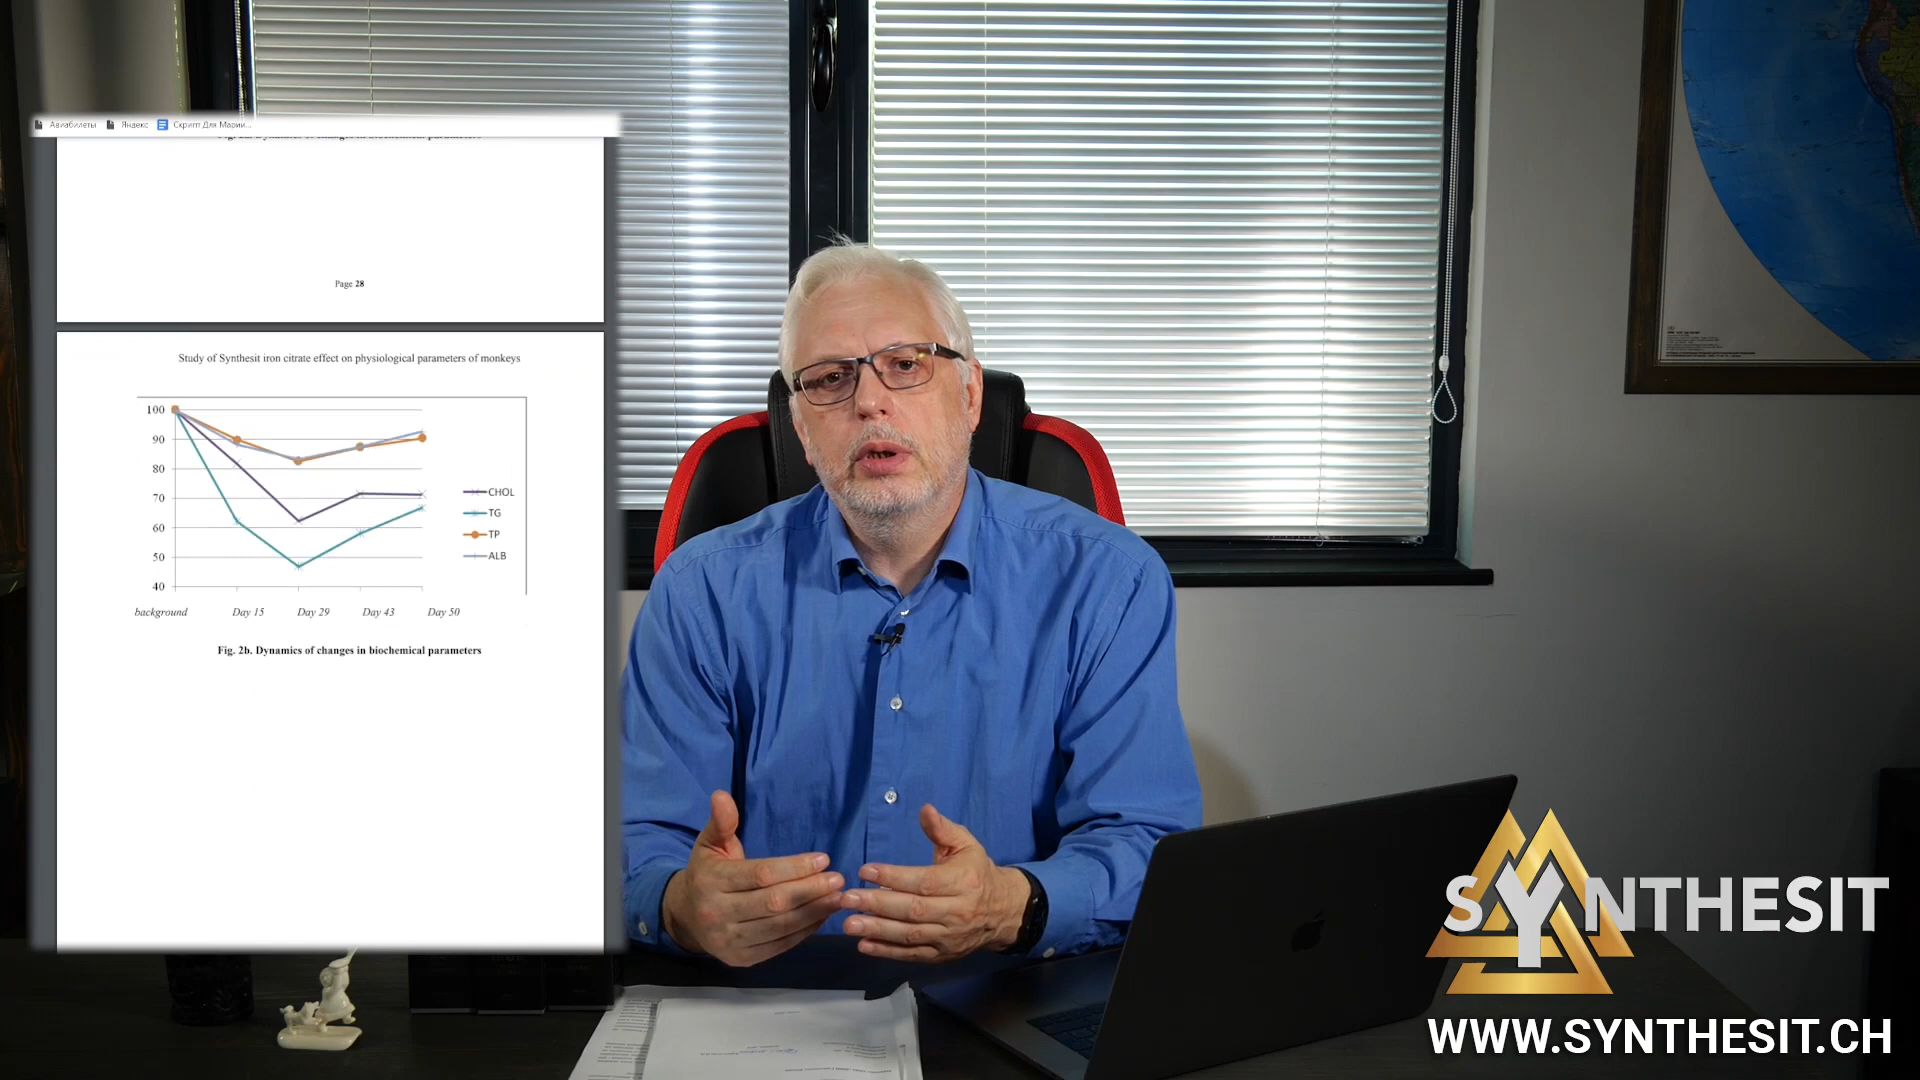 Авиабилеты
Яндекс
Скрипт Для Марии...
Page 28
Study of Synthesit iron citrate effect on physiological parameters of monkeys
100
90
80
70
60
50
40
CHOL
TG
TP
ALB
background Day 15 Day 29 Day 43 Day 50
Fig. 2b. Dynamics of changes in biochemical parameters
SYNTHESIT
WWW.SYNTHESIT.CH